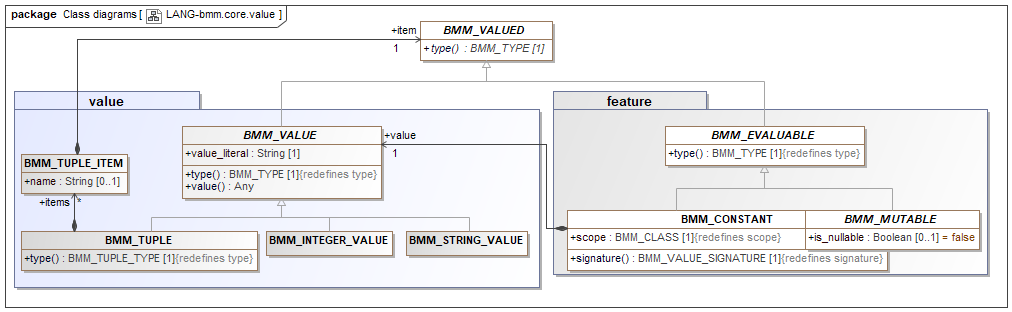 package Class diagrams [ LANG-bmm.core.value ]
BMM_VALUED
+type() : BMM_TYPE [1]
+item
1
value
feature
BMM_TUPLE_ITEM
+name : String [0..1]
BMM_VALUE
+value_literal : String [1]
+type() : BMM_TYPE [1]{redefines type}
+value() : Any
+value
1
BMM_EVALUABLE
+type() : BMM_TYPE [1]{redefines type}
+items
*
BMM_TUPLE
+type() : BMM_TUPLE_TYPE [1]{redefines type}
BMM_INTEGER_VALUE
BMM_STRING_VALUE
BMM_CONSTANT
+scope : BMM_CLASS [1]{redefines scope}
+signature() : BMM_VALUE_SIGNATURE [1]{redefines signature}
BMM_MUTABLE
+is_nullable : Boolean [0..1] = false